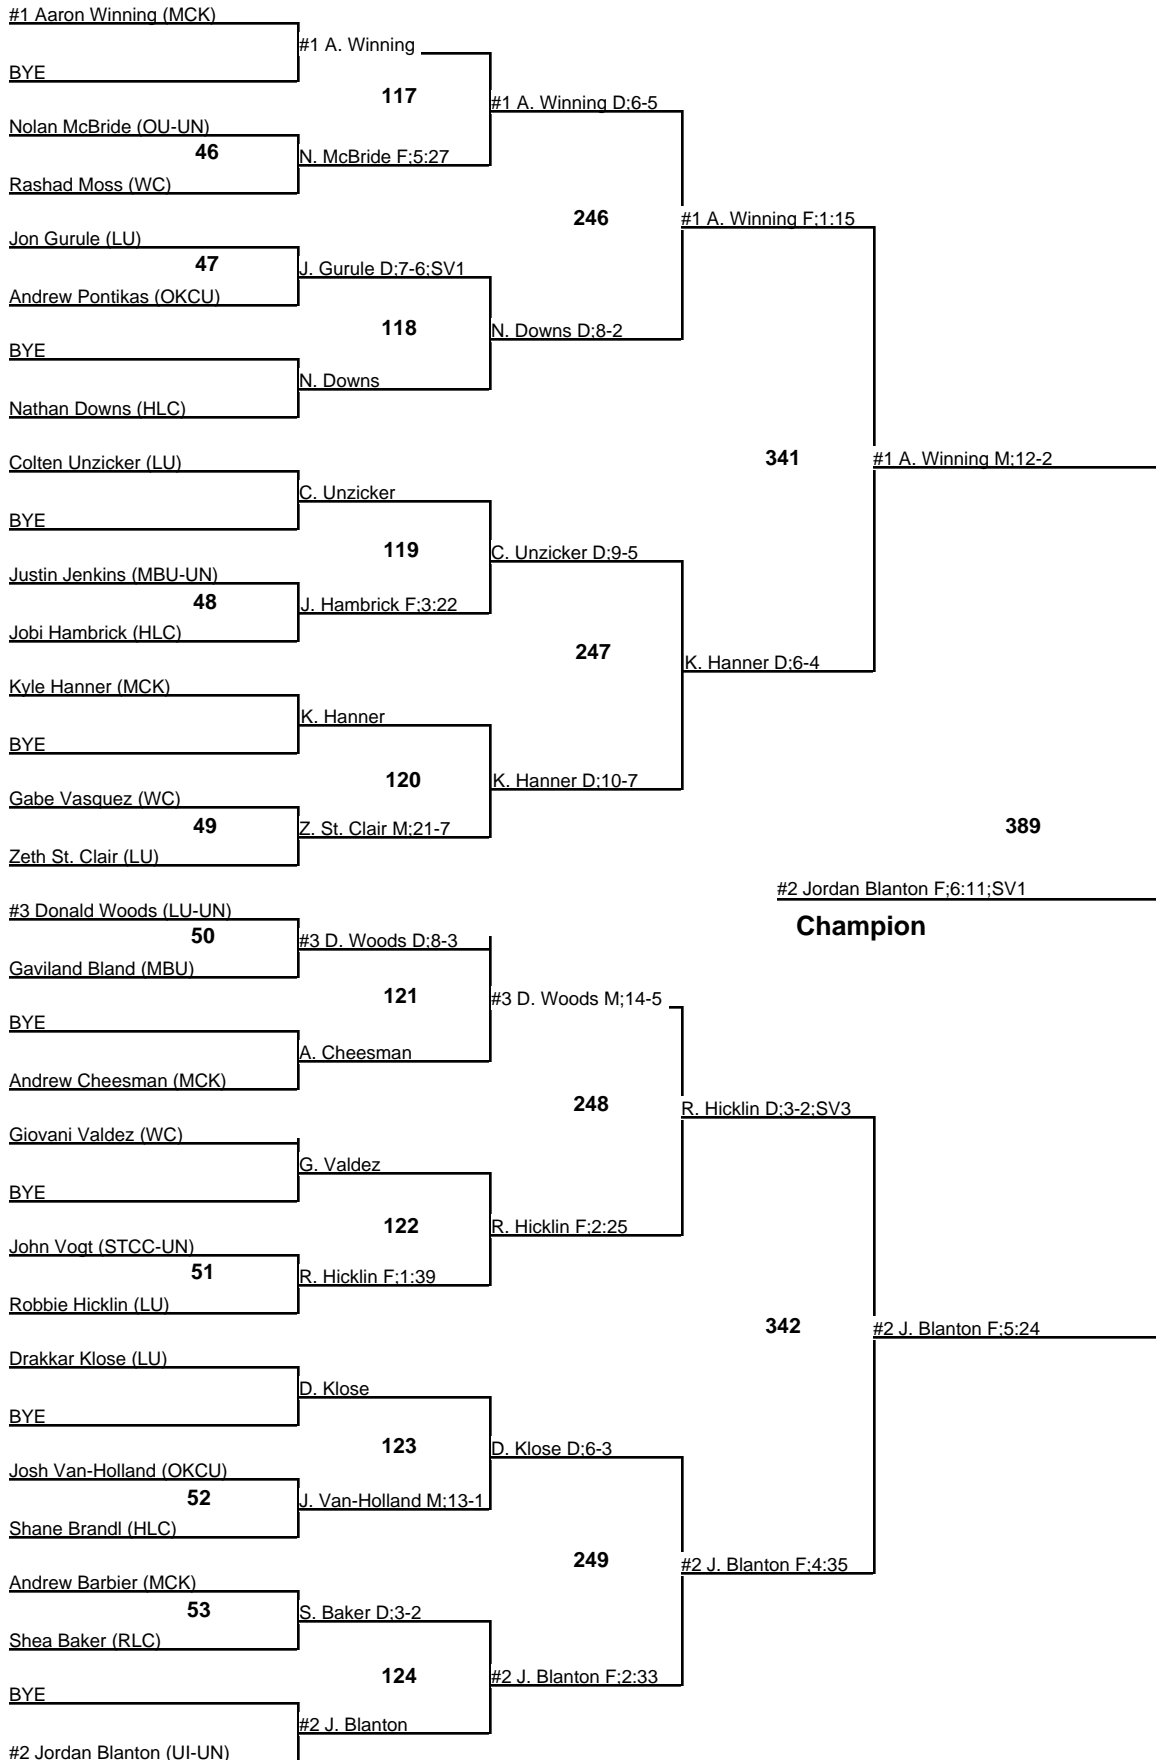 #1 Aaron Winning (MCK)
#1 A. Winning
BYE
117
#1 A. Winning D;6-5
Nolan McBride (OU-UN)
46
N. McBride F;5:27
Rashad Moss (WC)
246
#1 A. Winning F;1:15
Jon Gurule (LU)
47
J. Gurule D;7-6;SV1
Andrew Pontikas (OKCU)
118
N. Downs D;8-2
BYE
N. Downs
Nathan Downs (HLC)
341
#1 A. Winning M;12-2
Colten Unzicker (LU)
C. Unzicker
BYE
119
C. Unzicker D;9-5
Justin Jenkins (MBU-UN)
48
J. Hambrick F;3:22
Jobi Hambrick (HLC)
247
K. Hanner D;6-4
Kyle Hanner (MCK)
K. Hanner
BYE
120
K. Hanner D;10-7
Gabe Vasquez (WC)
49
Z. St. Clair M;21-7
389
Zeth St. Clair (LU)
#2 Jordan Blanton F;6:11;SV1
Champion
#3 Donald Woods (LU-UN)
50
#3 D. Woods D;8-3
Gaviland Bland (MBU)
121
#3 D. Woods M;14-5
BYE
A. Cheesman
Andrew Cheesman (MCK)
248
R. Hicklin D;3-2;SV3
Giovani Valdez (WC)
G. Valdez
BYE
122
R. Hicklin F;2:25
John Vogt (STCC-UN)
51
R. Hicklin F;1:39
Robbie Hicklin (LU)
342
#2 J. Blanton F;5:24
Drakkar Klose (LU)
D. Klose
BYE
123
D. Klose D;6-3
Josh Van-Holland (OKCU)
52
J. Van-Holland M;13-1
Shane Brandl (HLC)
249
#2 J. Blanton F;4:35
Andrew Barbier (MCK)
53
S. Baker D;3-2
Shea Baker (RLC)
124
#2 J. Blanton F;2:33
BYE
#2 J. Blanton
#2 Jordan Blanton (UI-UN)